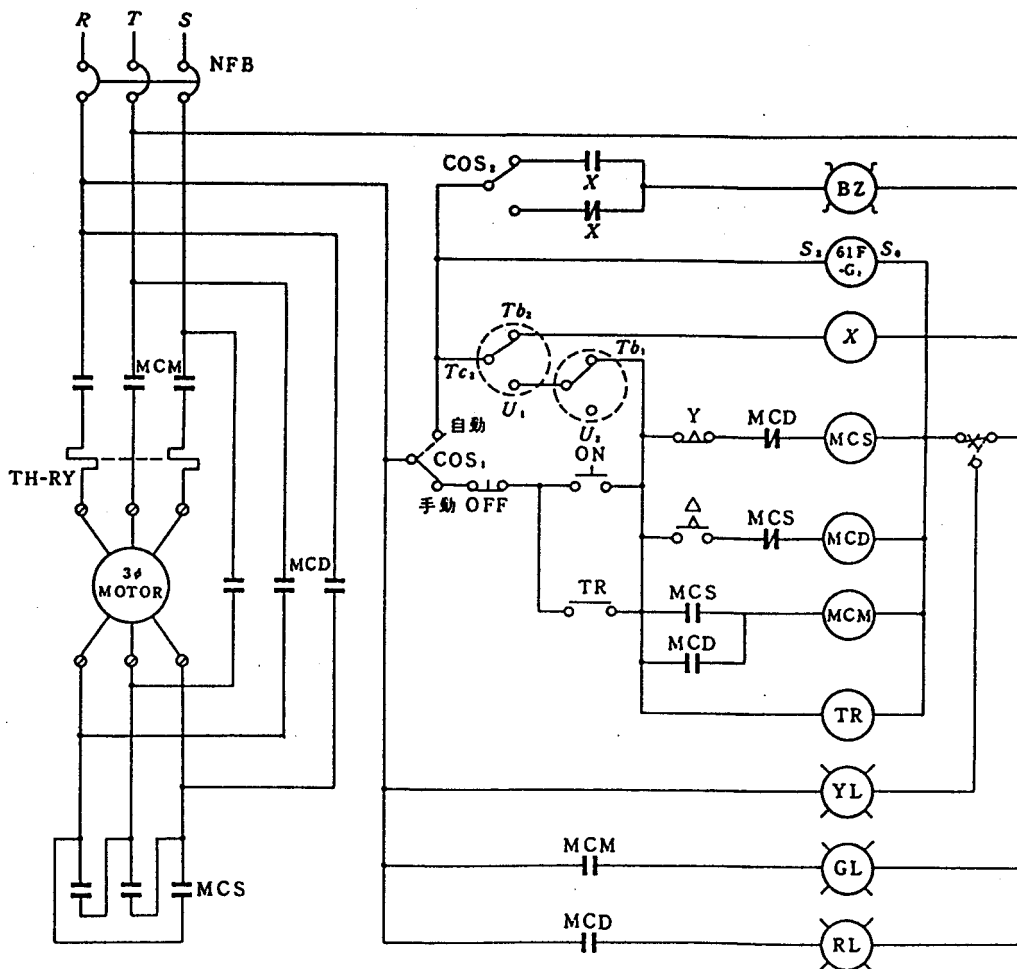 R T S
NFB
COS₂
X
BZ
X
S₂ 61F-G₁ S₀
Tb₂
X
Tb₁
Tc₂
U₁
MCM
U₂
自動
Y MCD MCS
COS₁
ON
TH-RY
手動 OFF
△ MCS MCD
3φ
MOTOR
MCD
TR MCS MCM
MCD
TR
YL
MCM GL
MCS
MCD RL